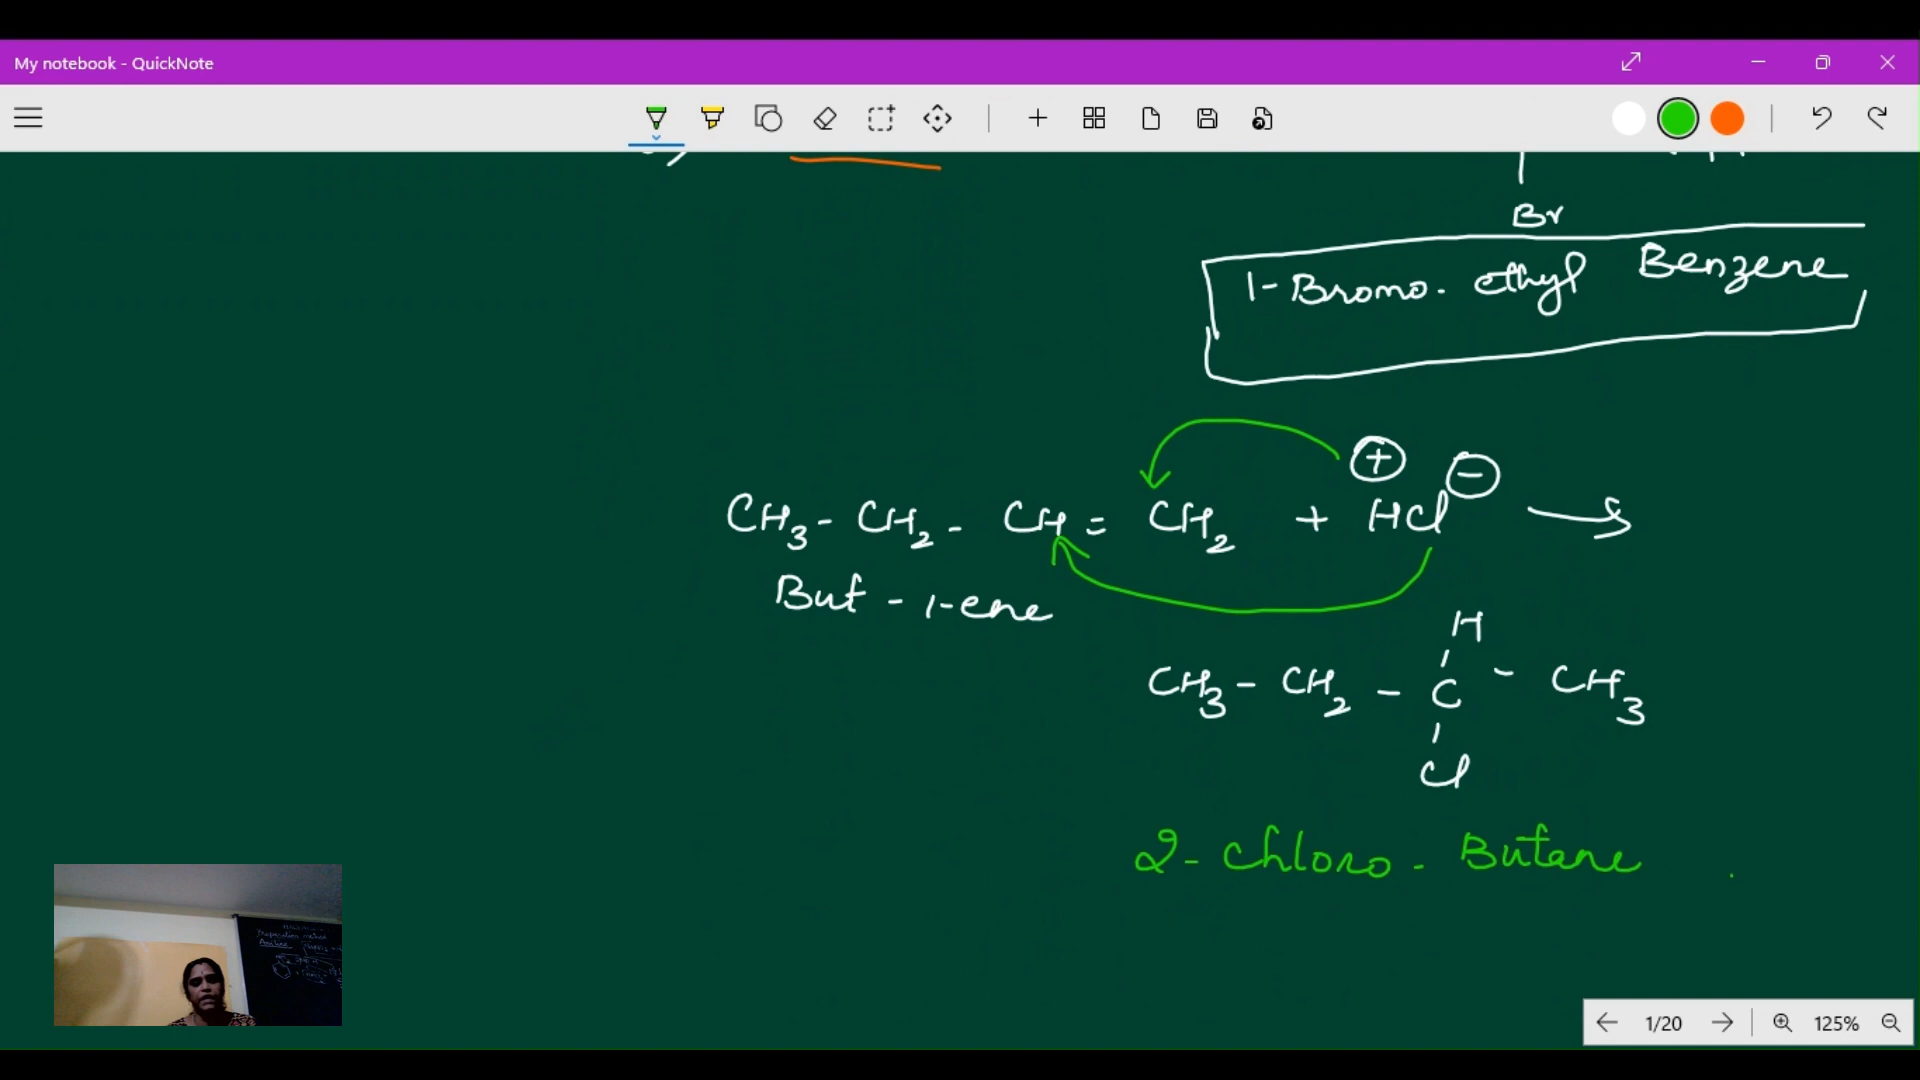 My notebook - QuickNote
Br
1- Bromo. ethyl Benzene
+ -
CH3 - CH2 - CH = CH2 + HCl →
But - 1-ene
H
CH3 - CH2 - C - CH3
Cl
2- Chloro - Butane .
1/20 125%